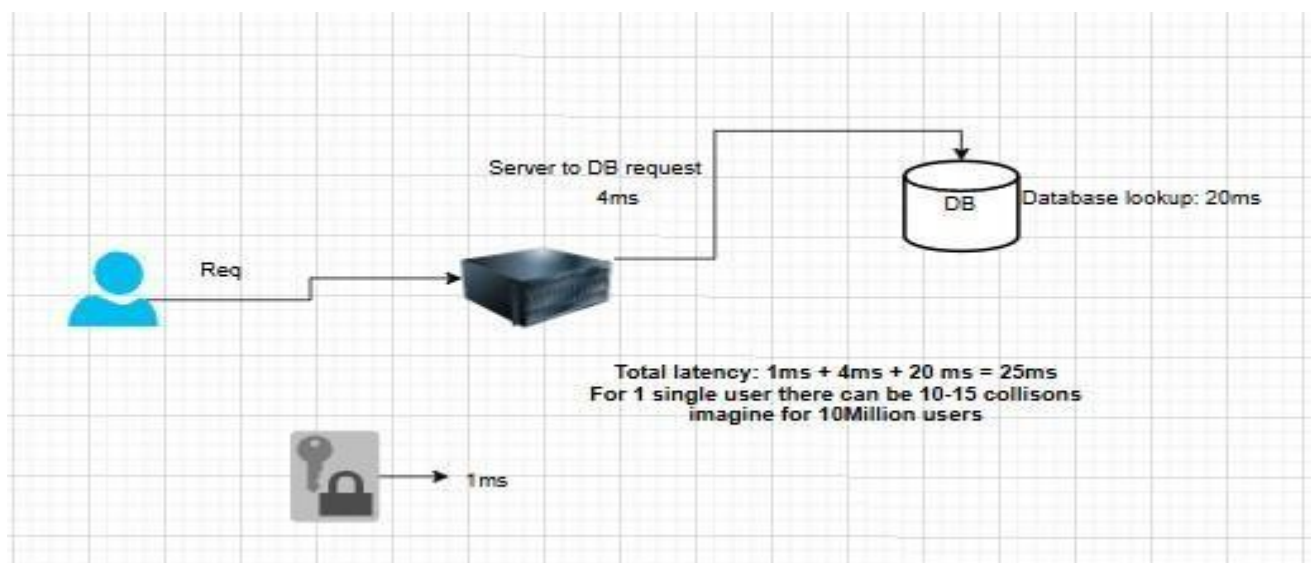 Server to DB request
4ms
DB
Database lookup: 20ms
Req
Total latency: 1ms + 4ms + 20 ms = 25ms
For 1 single user there can be 10-15 collisons
imagine for 10Million users
1ms